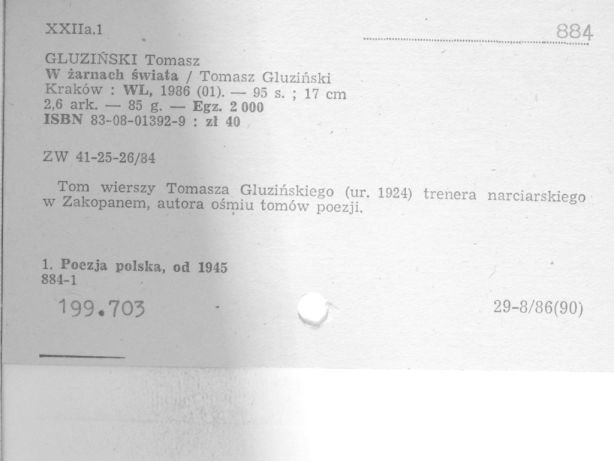 XXIIa.1 884
GLUZIŃSKI Tomasz
W żarnach świata / Tomasz Gluziński
Kraków : WL, 1986 (01). — 95 s. ; 17 cm
2,6 ark. — 85 g. — Egz. 2 000
ISBN 83-08-01392-9 : zł 40
ZW 41-25-26/84
Tom wierszy Tomasza Gluzińskiego (ur. 1924) trenera narciarskiego
w Zakopanem, autora ośmiu tomów poezji.
1. Poezja polska, od 1945
884-1
199.703 29-8/86(90)